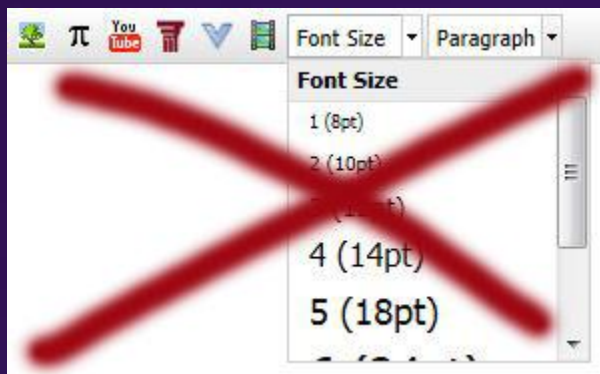 π You Tube Font Size Paragraph
Font Size
1 (8pt)
2 (10pt)
4 (14pt)
5 (18pt)